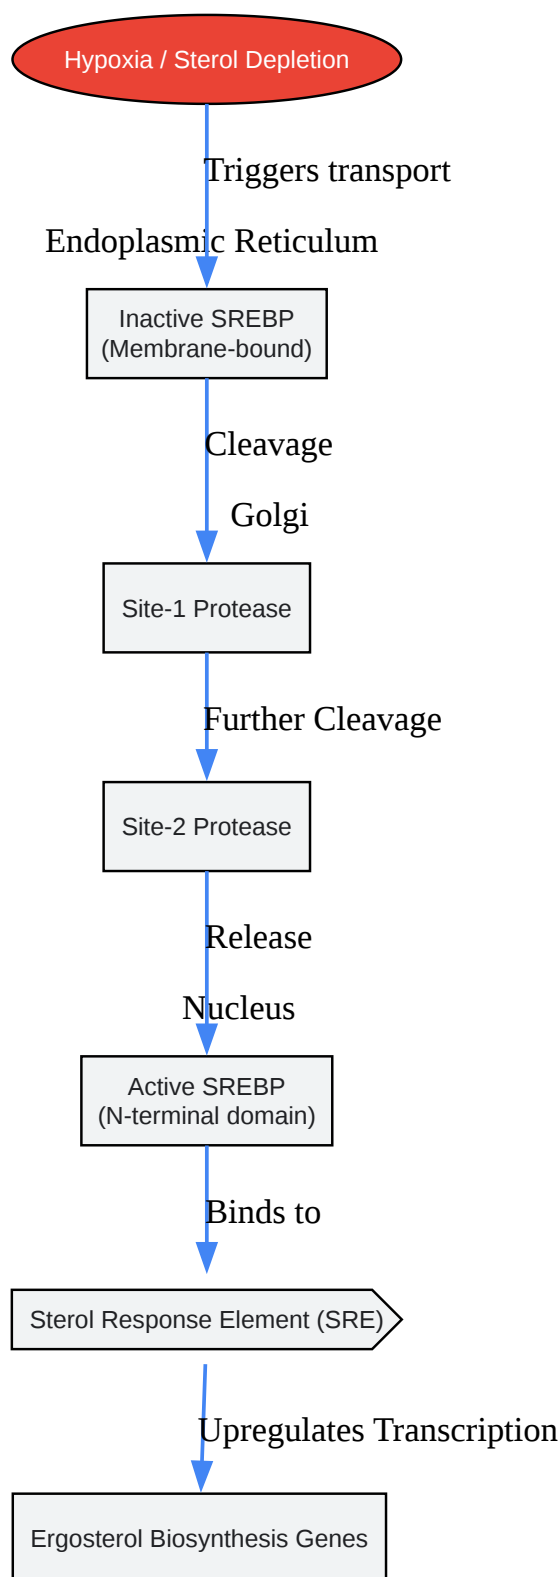 Hypoxia / Sterol Depletion
Triggers transport
Endoplasmic Reticulum
Inactive SREBP
(Membrane-bound)
Cleavage
Golgi
Site-1 Protease
Further Cleavage
Site-2 Protease
Release
Nucleus
Active SREBP
(N-terminal domain)
Binds to
Sterol Response Element (SRE)
Upregulates Transcription
Ergosterol Biosynthesis Genes